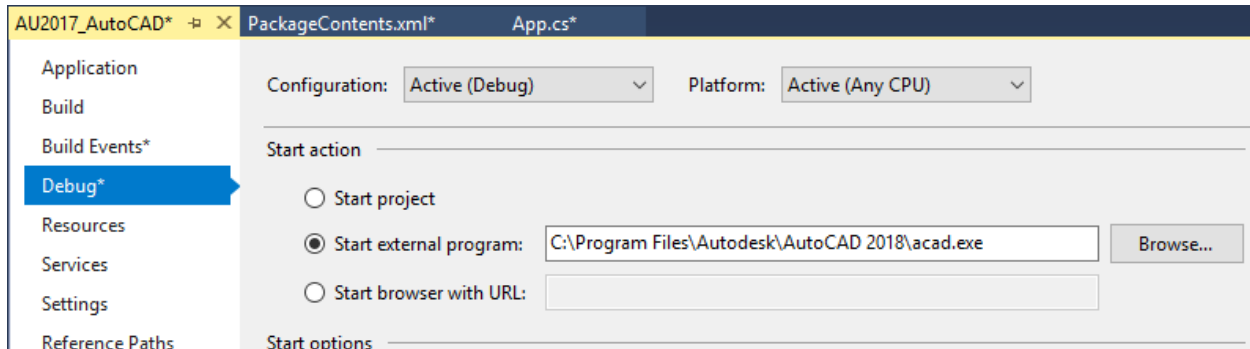 AU2017_AutoCAD* PackageContents.xml* App.cs*
Application
Configuration: Active (Debug) Platform: Active (Any CPU)
Build
Build Events*
Start action
Debug*
Start project
Resources
Start external program: C:\Program Files\Autodesk\AutoCAD 2018\acad.exe Browse...
Services
Start browser with URL:
Settings
Reference Paths
Start options